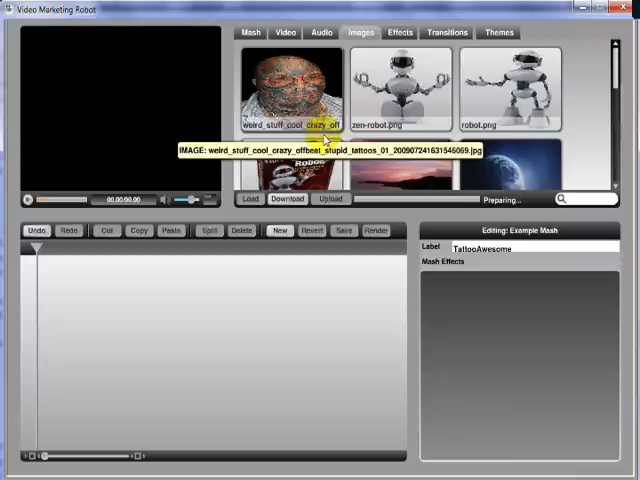 Video Marketing Robot
Mash Video Audio Images Effects Transitions Themes
weird_stuff_cool_crazy_off zen-robot.png robot.png
IMAGE: weird_stuff_cool_crazy_offbeat_stupid_tattoos_01_200907241631546069.jpg
Load Download Upload Preparing...
00:00/00:00
Undo Redo Cut Copy Paste Split Delete New Revert Save Render
Editing: Example Mash
Label TattooAwesome
Mash Effects